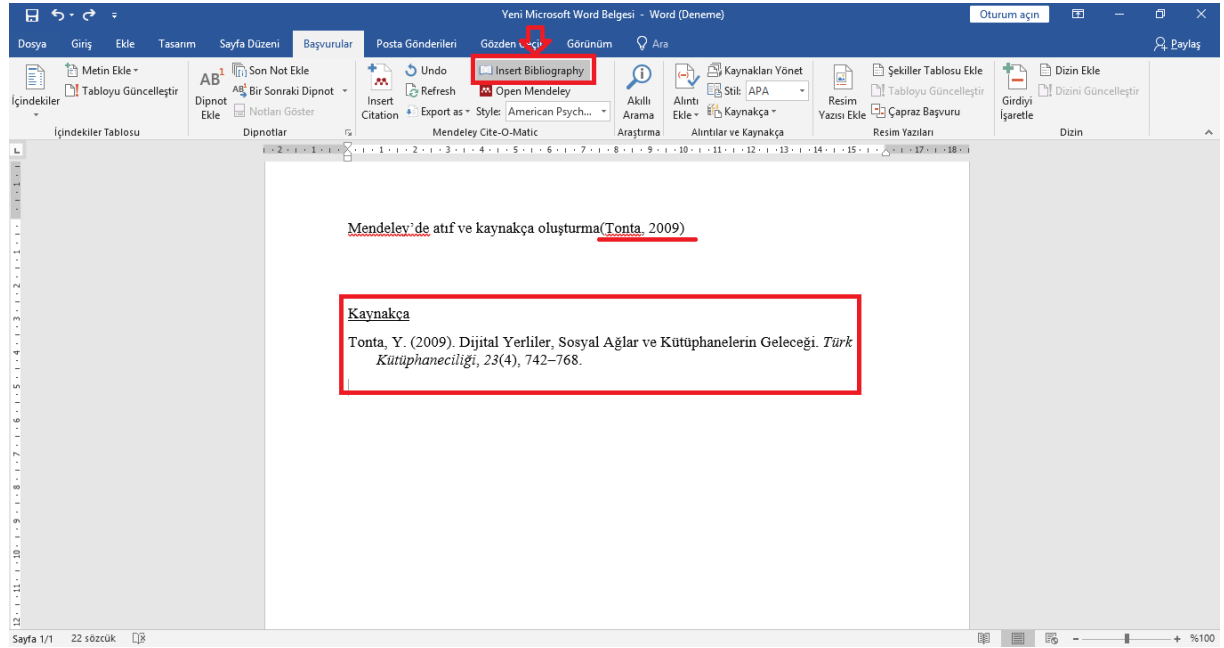 Yeni Microsoft Word Belgesi - Word (Deneme)
Oturum açın
Dosya Giriş Ekle Tasarım Sayfa Düzeni Başvurular Posta Gönderileri Gözden Görünüm Ara Paylaş
İçindekiler
Metin Ekle
Tabloyu Güncelleştir
İçindekiler Tablosu
AB1
Dipnot Ekle
Son Not Ekle
Bir Sonraki Dipnot
Notları Göster
Dipnotlar
Insert Citation
Undo
Refresh
Export as
Insert Bibliography
Open Mendeley
Style: American Psych...
Mendeley Cite-O-Matic
Akıllı Arama
Araştırma
Alıntı Ekle
Kaynakları Yönet
Stil: APA
Kaynakça
Alıntılar ve Kaynakça
Resim Yazısı Ekle
Şekiller Tablosu Ekle
Tabloyu Güncelleştir
Çapraz Başvuru
Resim Yazıları
Girdiyi İşaretle
Dizin Ekle
Dizini Güncelleştir
Dizin
Mendeley’de atıf ve kaynakça oluşturma(Tonta, 2009)
Kaynakça
Tonta, Y. (2009). Dijital Yerliler, Sosyal Ağlar ve Kütüphanelerin Geleceği. Türk
Kütüphaneciliği, 23(4), 742–768.
Sayfa 1/1 22 sözcük
%100